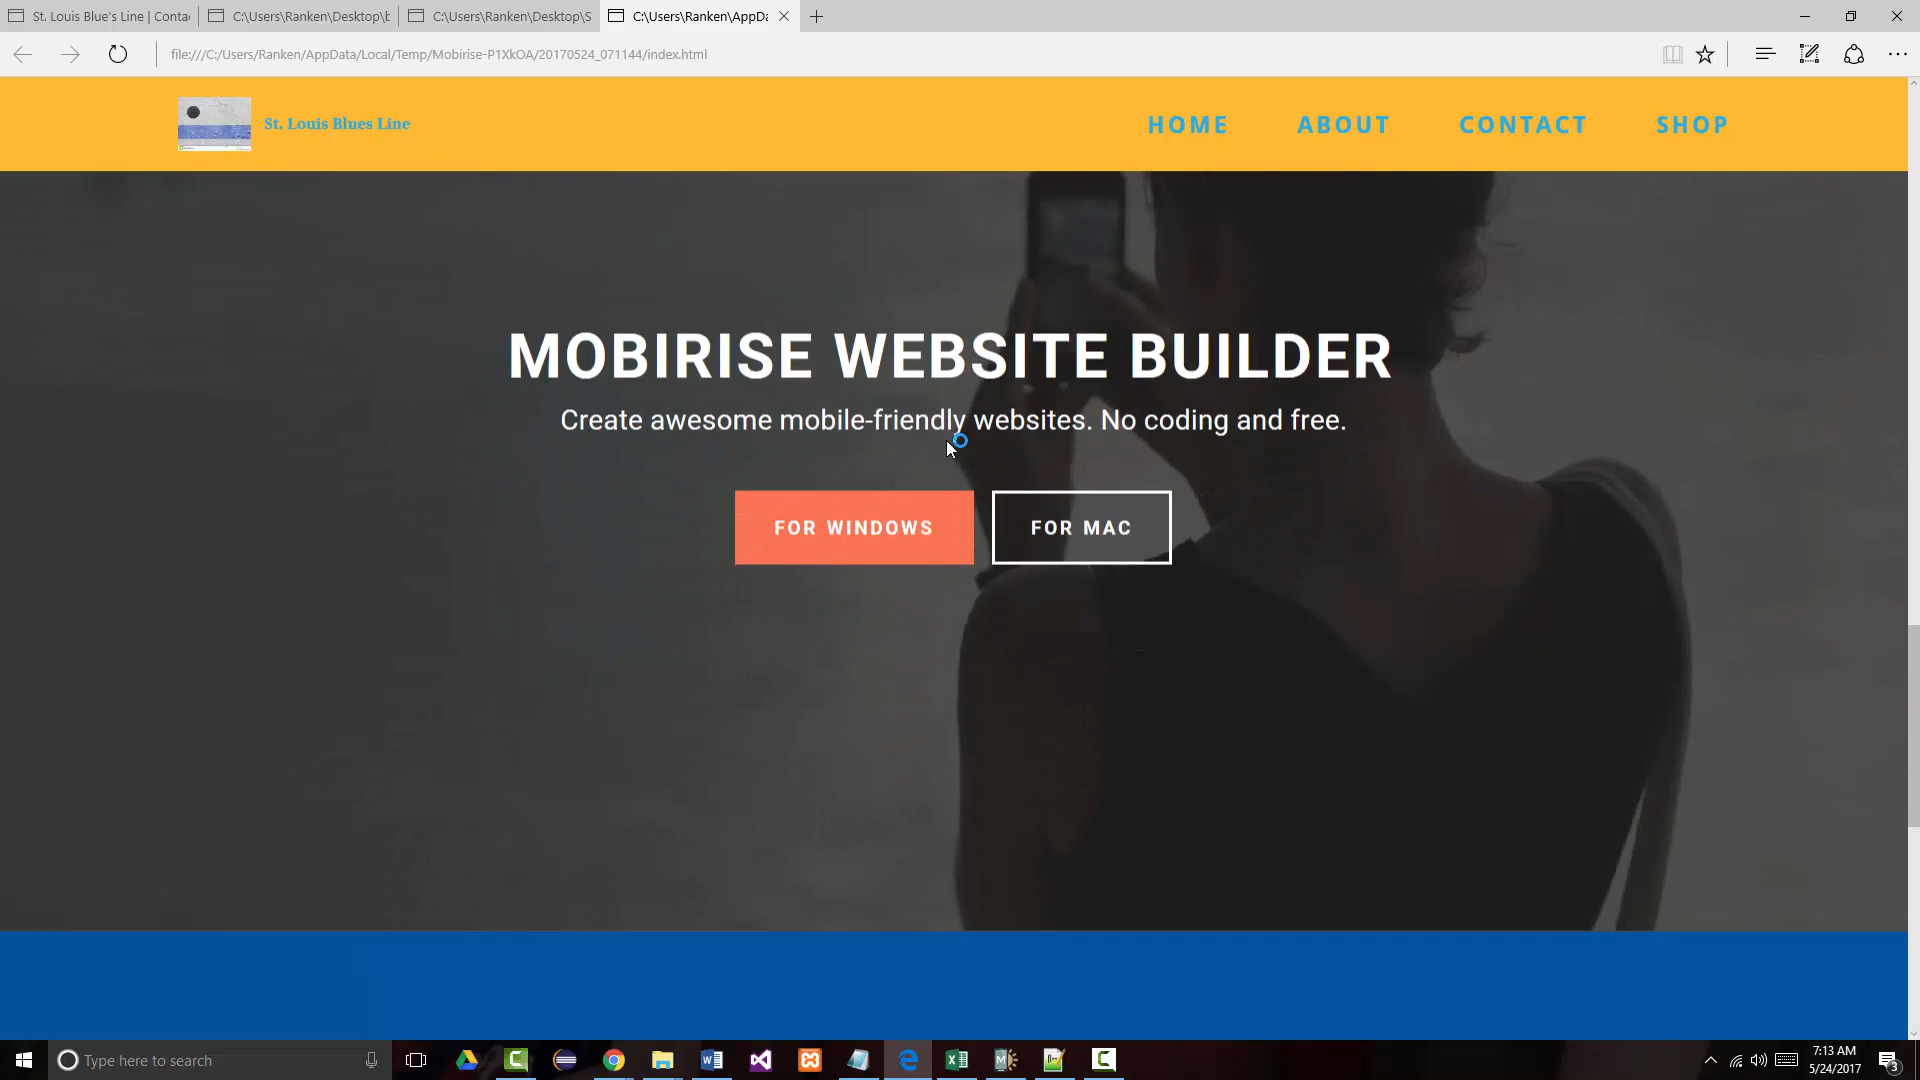 St. Louis Blue's Line | Conta
C:\Users\Ranken\Desktop\b
C:\Users\Ranken\Desktop\S
C:\Users\Ranken\AppDa
file:///C:/Users/Ranken/AppData/Local/Temp/Mobirise-P1XkOA/20170524_071144/index.html
St. Louis Blues Line
HOME
ABOUT
CONTACT
SHOP
MOBIRISE WEBSITE BUILDER
Create awesome mobile-friendly websites. No coding and free.
FOR WINDOWS
FOR MAC
Type here to search
7:13 AM
5/24/2017
3